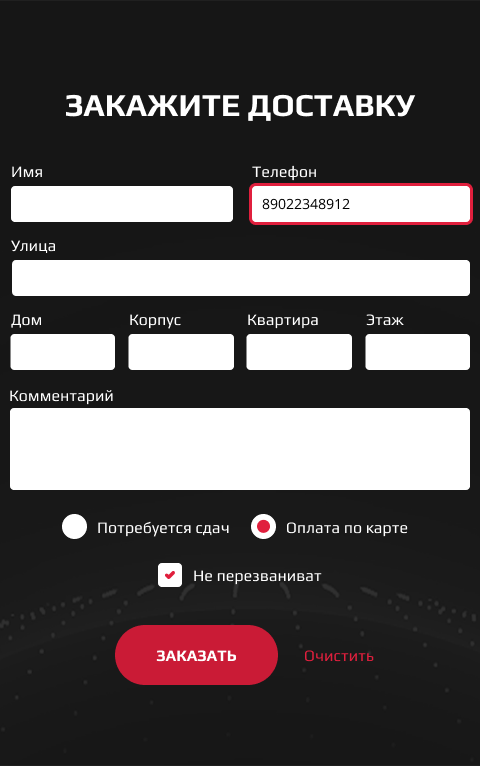 ЗАКАЖИТЕ ДОСТАВКУ
Имя Телефон
89022348912
Улица
Дом Корпус Квартира Этаж
Комментарий
Потребуется сдач Оплата по карте
Не перезваниват
ЗАКАЗАТЬ Очистить